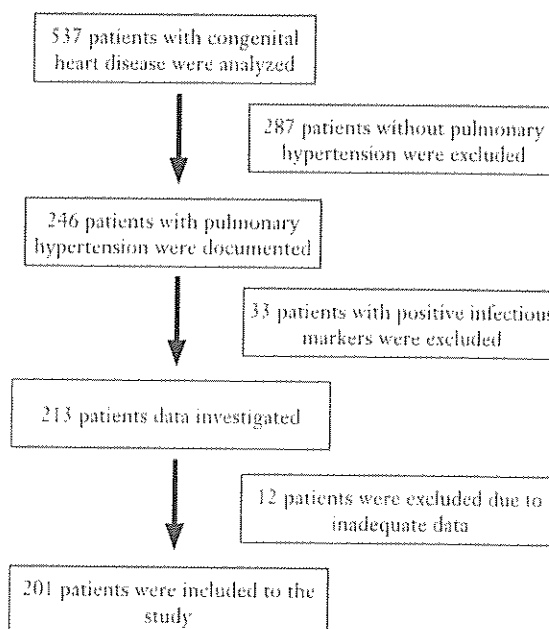 537 patients with congenital
heart disease were analyzed
287 patients without pulmonary
hypertension were excluded
246 patients with pulmonary
hypertension were documented
33 patients with positive infectious
markers were excluded
213 patients data investigated
12 patients were excluded due to
inadequate data
201 patients were included to the
study